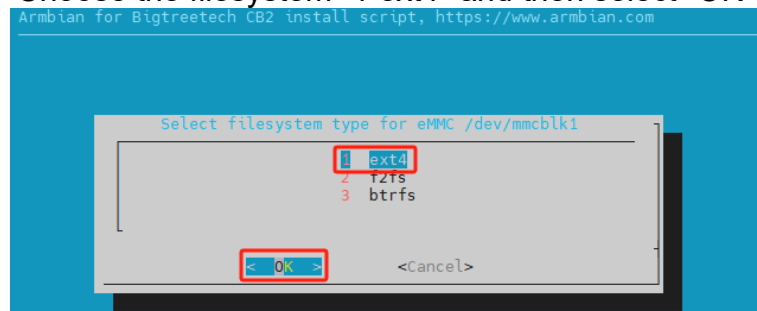 Armbian for Bigtreetech CB2 install script, https://www.armbian.com
Select filesystem type for eMMC /dev/mmcblk1
1 ext4
2 f2fs
3 btrfs
< OK > <Cancel>